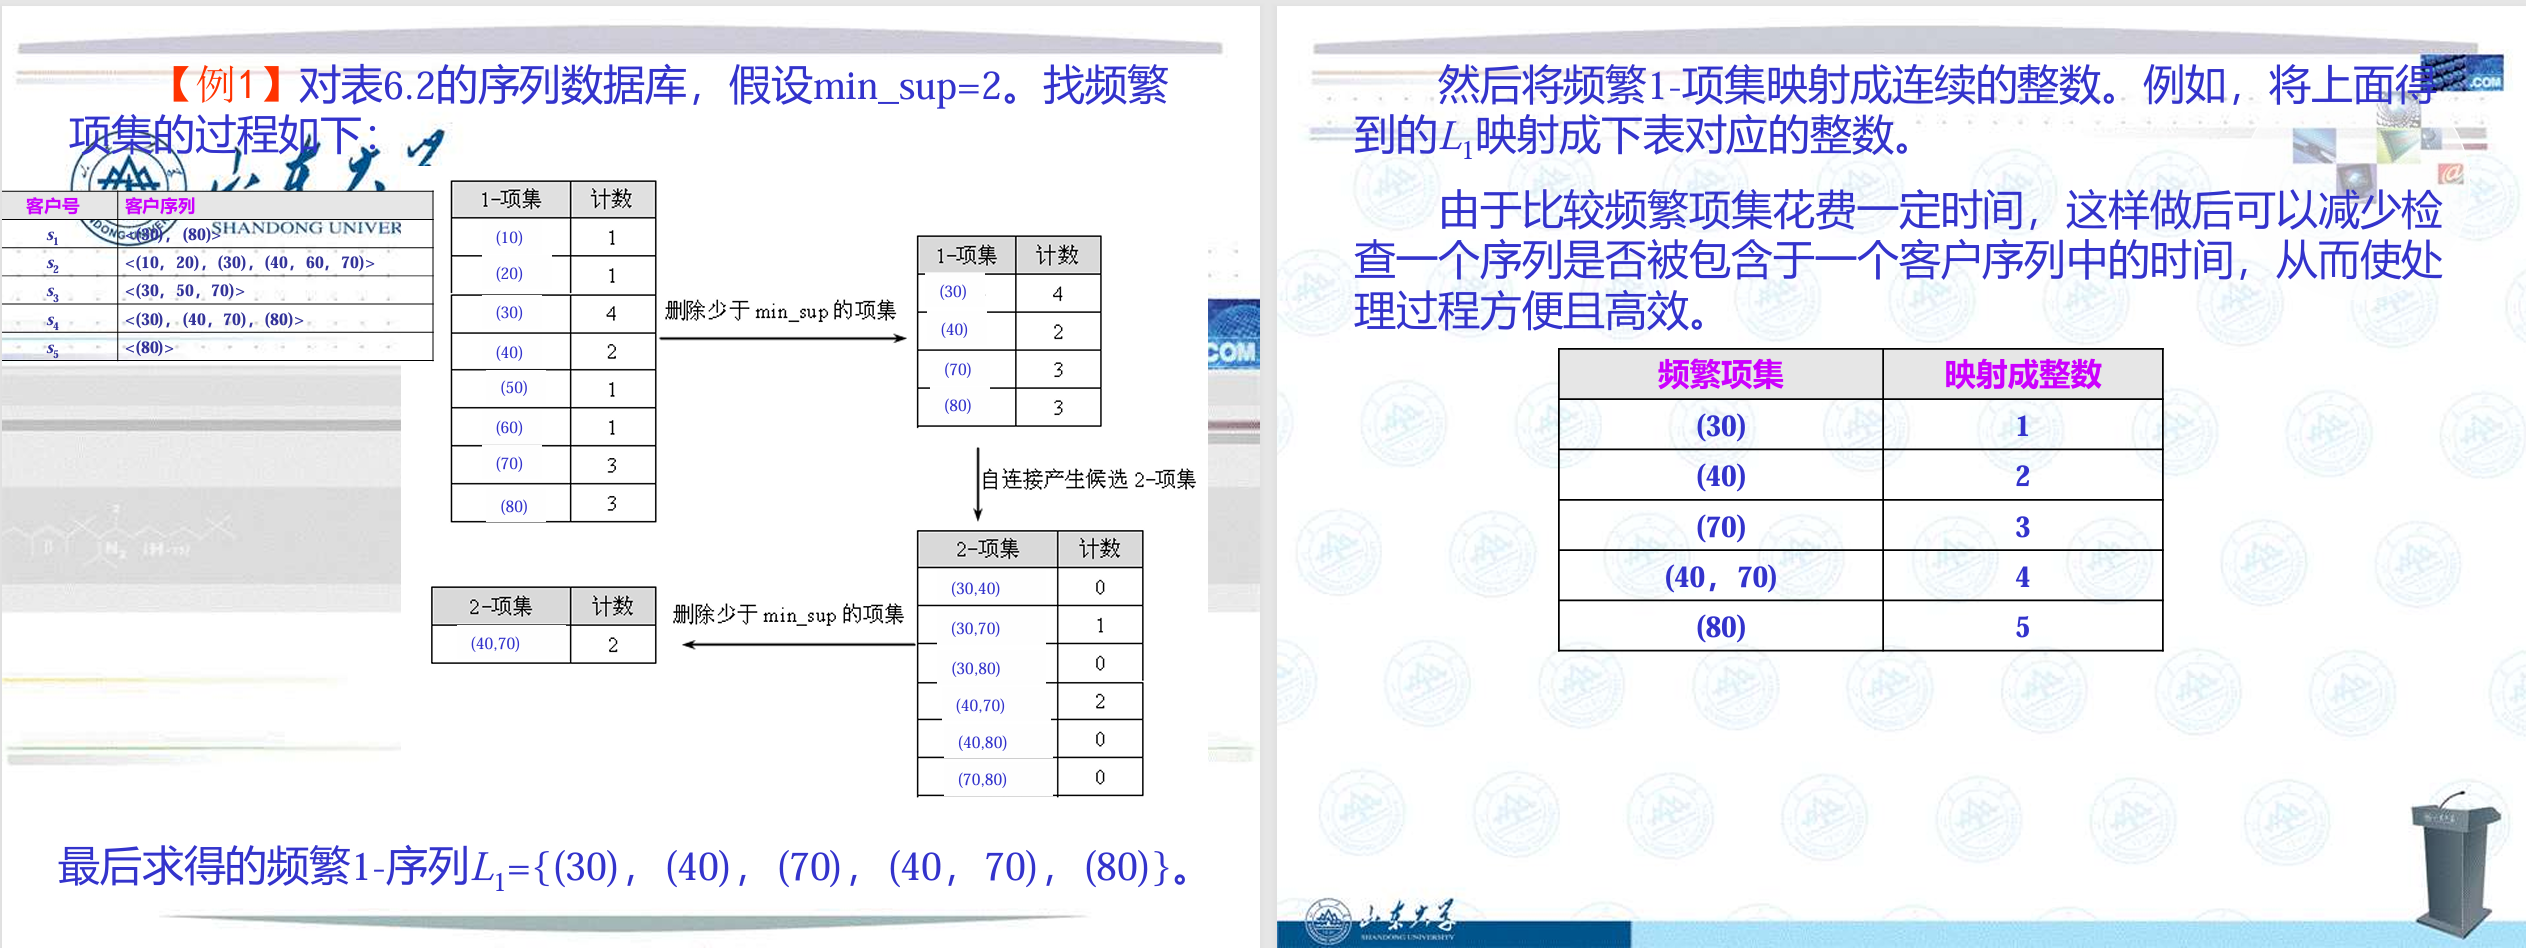 【例1】对表6.2的序列数据库，假设min_sup=2。找频繁
项集的过程如下：
SHANDONG UNIVER
客户号 客户序列
s1 <(30)，(80)>
s2 <(10，20)，(30)，(40，60，70)>
s3 <(30，50，70)>
s4 <(30)，(40，70)，(80)>
s5 <(80)>
1-项集 计数
(10) 1
(20) 1
(30) 4
(40) 2
(50) 1
(60) 1
(70) 3
(80) 3
删除少于 min_sup 的项集
1-项集 计数
(30) 4
(40) 2
(70) 3
(80) 3
自连接产生候选 2-项集
2-项集 计数
(30,40) 0
(30,70) 1
(30,80) 0
(40,70) 2
(40,80) 0
(70,80) 0
删除少于 min_sup 的项集
2-项集 计数
(40,70) 2
最后求得的频繁1-序列L1={(30)，(40)，(70)，(40，70)，(80)}。
COM
然后将频繁1-项集映射成连续的整数。例如，将上面得
到的L1映射成下表对应的整数。
由于比较频繁项集花费一定时间，这样做后可以减少检
查一个序列是否被包含于一个客户序列中的时间，从而使处
理过程方便且高效。
频繁项集 映射成整数
(30) 1
(40) 2
(70) 3
(40，70) 4
(80) 5
.COM
@
山东大学
SHANDONG UNIVERSITY